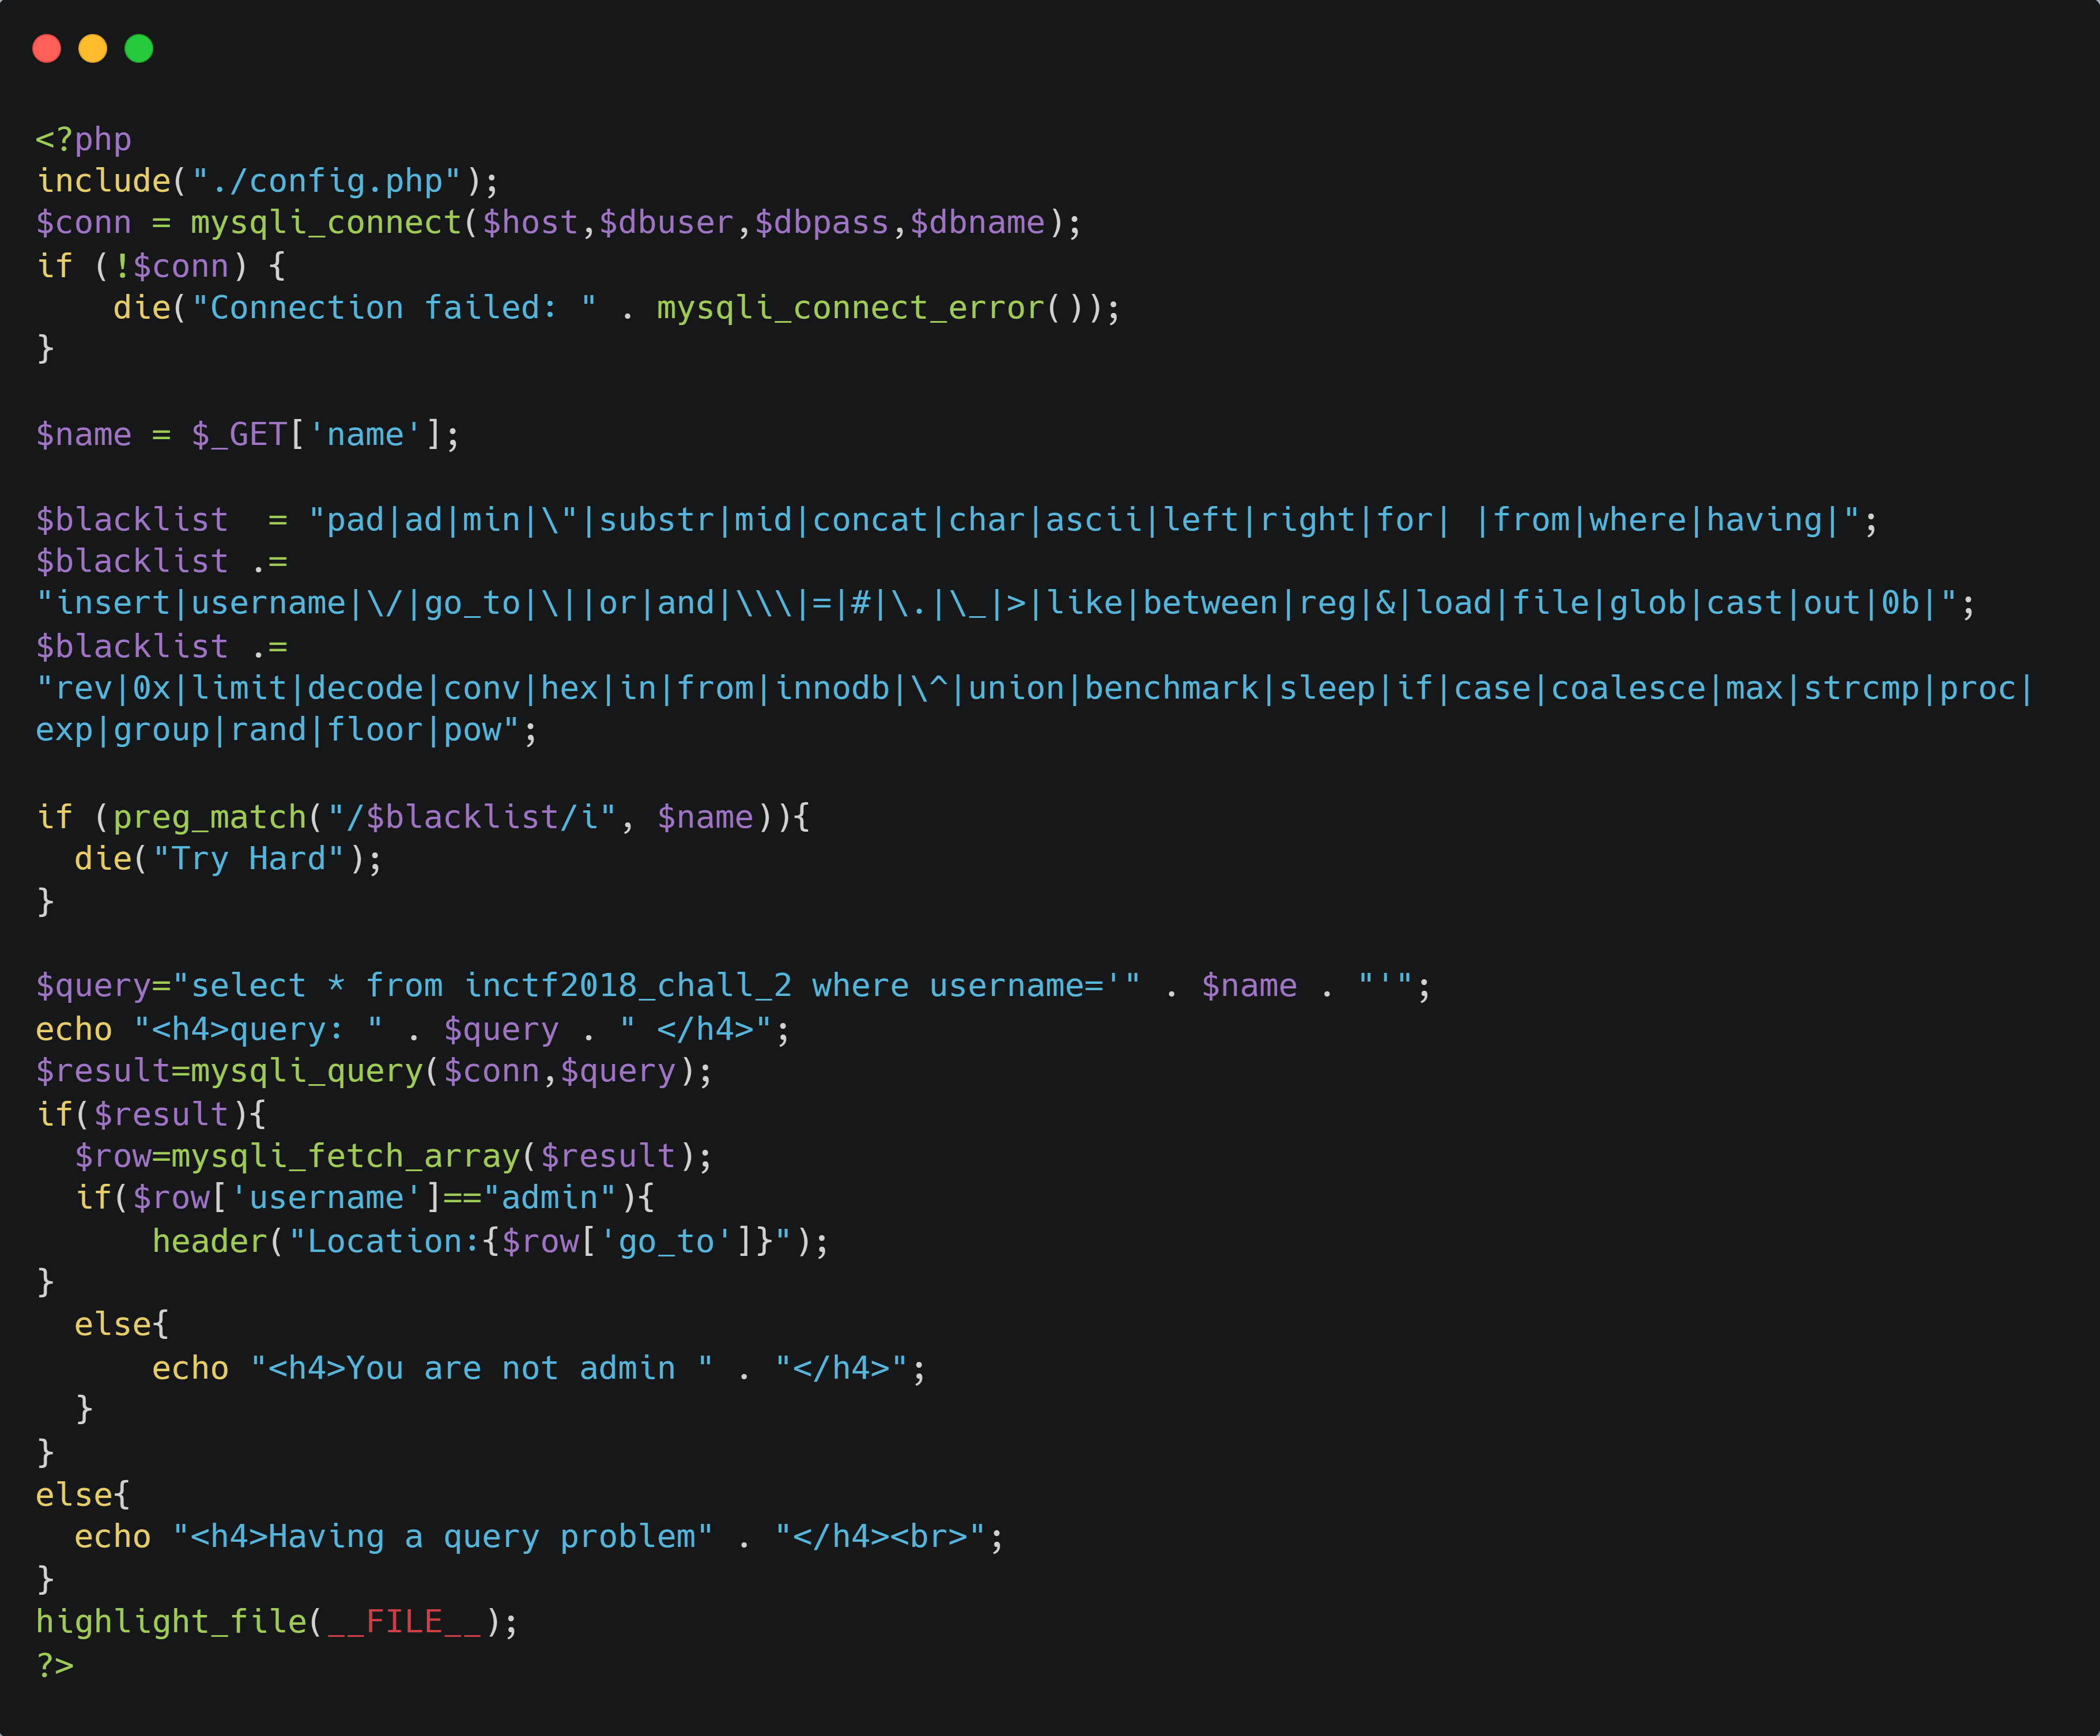 <?php
include("./config.php");
$conn = mysqli_connect($host,$dbuser,$dbpass,$dbname);
if (!$conn) {
    die("Connection failed: " . mysqli_connect_error());
}
$name = $_GET['name'];
$blacklist  = "pad|ad|min|\"|substr|mid|concat|char|ascii|left|right|for| |from|where|having|";
$blacklist .=
"insert|username|\/|go_to|\||or|and|\\\|=|#|\.|\_|>|like|between|reg|&|load|file|glob|cast|out|0b|";
$blacklist .=
"rev|0x|limit|decode|conv|hex|in|from|innodb|\^|union|benchmark|sleep|if|case|coalesce|max|strcmp|proc|
exp|group|rand|floor|pow";
if (preg_match("/$blacklist/i", $name)){
  die("Try Hard");
}
$query="select * from inctf2018_chall_2 where username='" . $name . "'";
echo "<h4>query: " . $query . " </h4>";
$result=mysqli_query($conn,$query);
if($result){
  $row=mysqli_fetch_array($result);
  if($row['username']=="admin"){
      header("Location:{$row['go_to']}");
}
  else{
      echo "<h4>You are not admin " . "</h4>";
  }
}
else{
  echo "<h4>Having a query problem" . "</h4><br>";
}
highlight_file(__FILE__);
?>